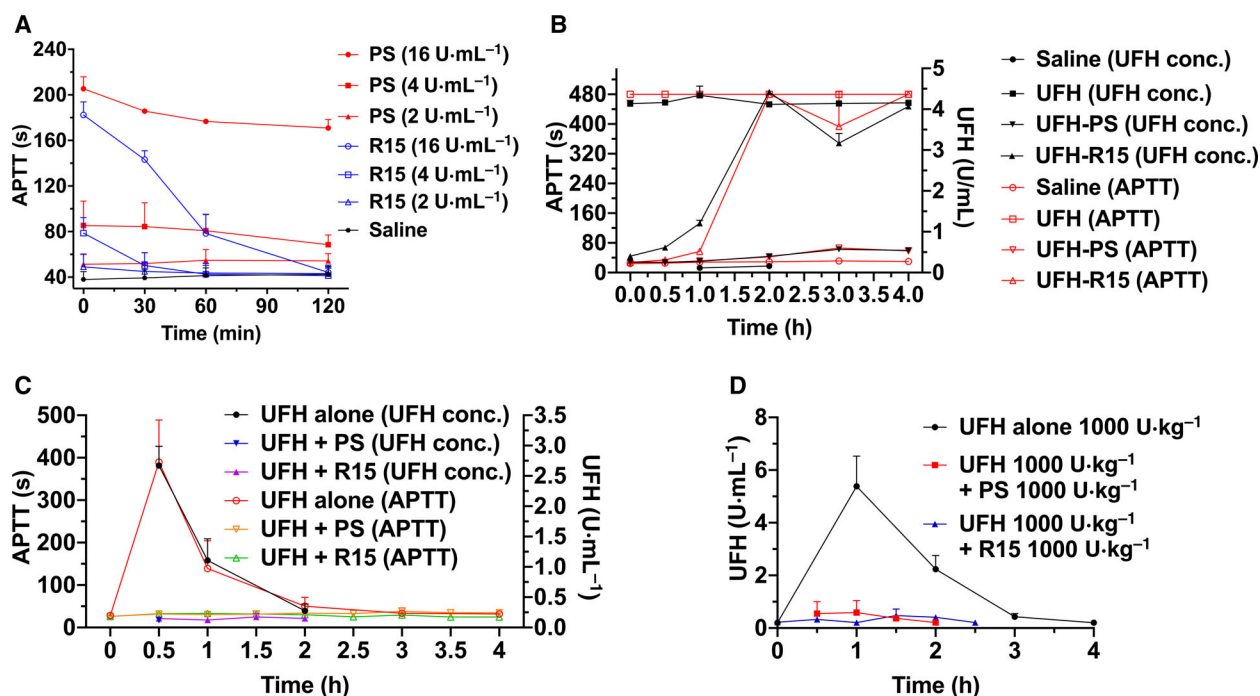 A
240
200
160
120
80
40
APTT (s)
0
30
60
90
120
Time (min)
PS (16 U·mL⁻¹)
PS (4 U·mL⁻¹)
PS (2 U·mL⁻¹)
R15 (16 U·mL⁻¹)
R15 (4 U·mL⁻¹)
R15 (2 U·mL⁻¹)
Saline
B
480
400
320
240
160
80
0
APTT (s)
5
4
3
2
1
0
UFH (U/mL)
0.0
0.5
1.0
1.5
2.0
2.5
3.0
3.5
4.0
Time (h)
Saline (UFH conc.)
UFH (UFH conc.)
UFH-PS (UFH conc.)
UFH-R15 (UFH conc.)
Saline (APTT)
UFH (APTT)
UFH-PS (APTT)
UFH-R15 (APTT)
C
500
400
300
200
100
0
APTT (s)
3.5
3.0
2.5
2.0
1.5
1.0
0.5
0.0
UFH (U·mL⁻¹)
0
0.5
1
1.5
2
2.5
3
3.5
4
Time (h)
UFH alone (UFH conc.)
UFH + PS (UFH conc.)
UFH + R15 (UFH conc.)
UFH alone (APTT)
UFH + PS (APTT)
UFH + R15 (APTT)
D
8
6
4
2
0
UFH (U·mL⁻¹)
0
1
2
3
4
Time (h)
UFH alone 1000 U·kg⁻¹
UFH 1000 U·kg⁻¹
+ PS 1000 U·kg⁻¹
UFH 1000 U·kg⁻¹
+ R15 1000 U·kg⁻¹